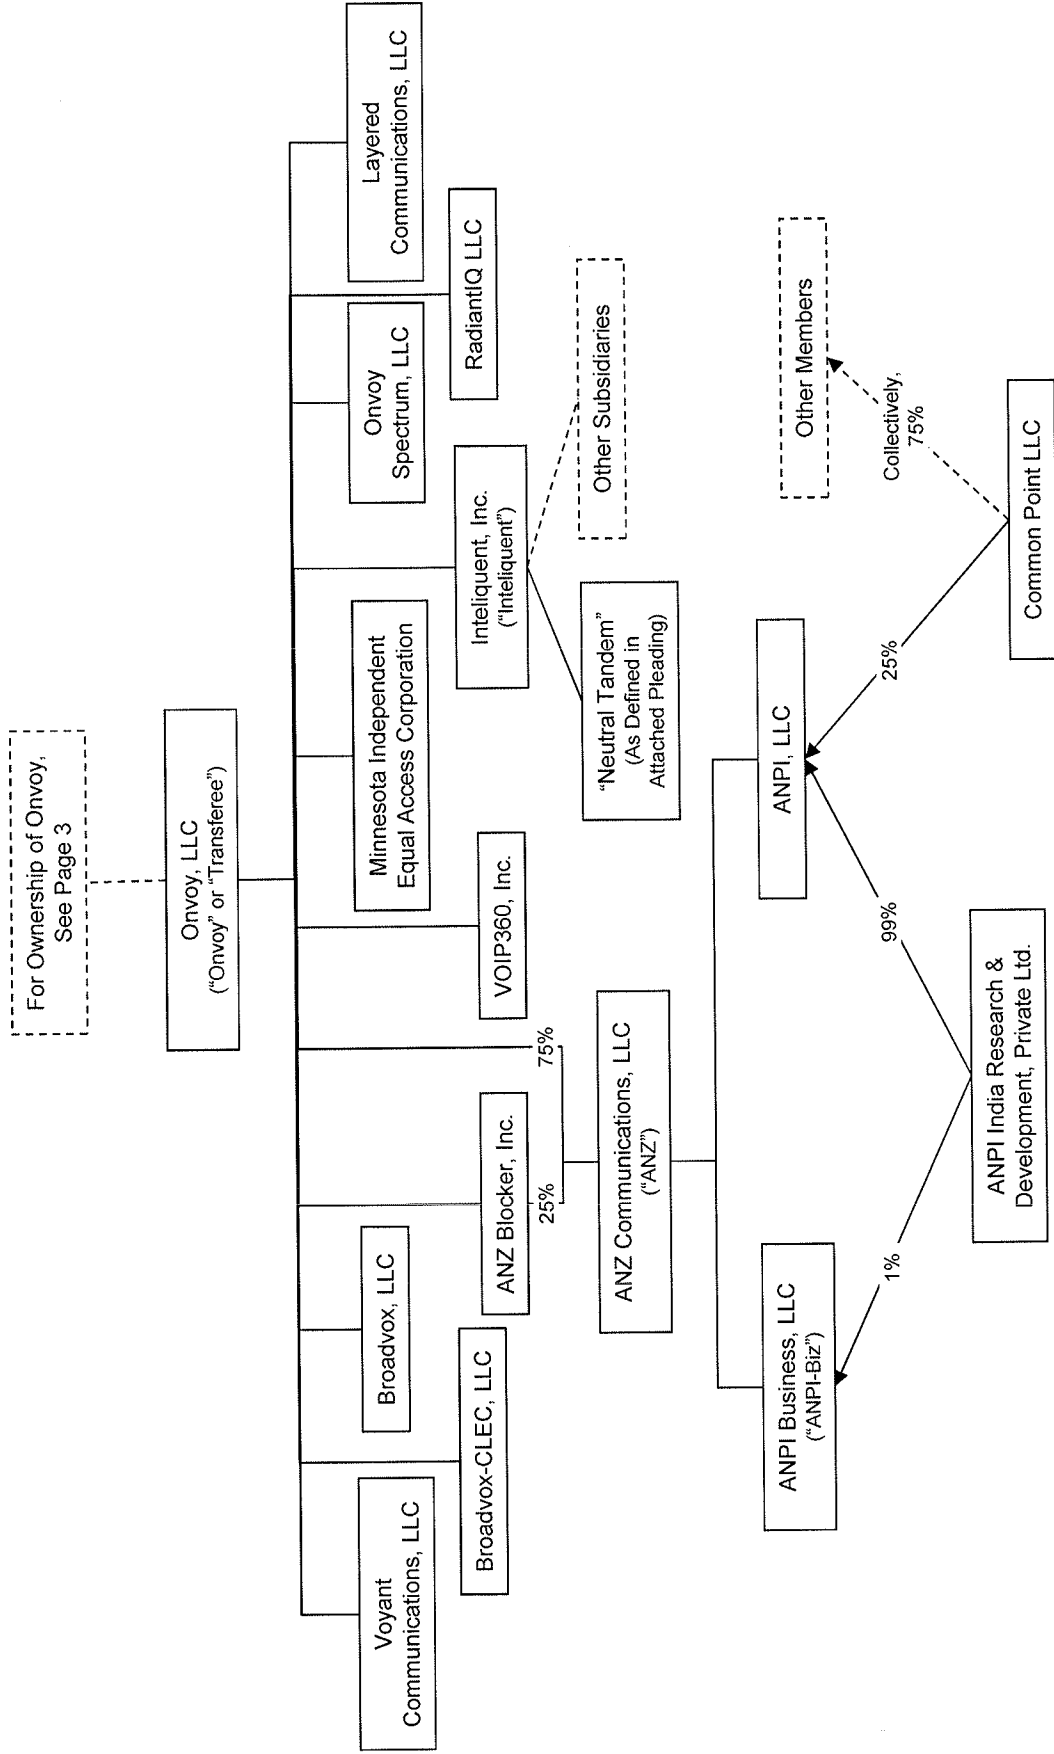 For Ownership of Onvoy,
See Page 3
Onvoy, LLC
("Onvoy" or "Transferee")
Voyant
Communications, LLC
Broadvox, LLC
Minnesota Independent
Equal Access Corporation
Onvoy
Spectrum, LLC
Layered
Communications, LLC
Broadvox-CLEC, LLC
ANZ Blocker, Inc.
VOIP360, Inc.
Inteliquent, Inc.
("Inteliquent")
RadiantIQ LLC
25%
75%
ANZ Communications, LLC
("ANZ")
"Neutral Tandem"
(As Defined in
Attached Pleading)
Other Subsidiaries
ANPI Business, LLC
("ANPI-Biz")
ANPI, LLC
Other Members
1%
99%
25%
Collectively,
75%
ANPI India Research &
Development, Private Ltd.
Common Point LLC